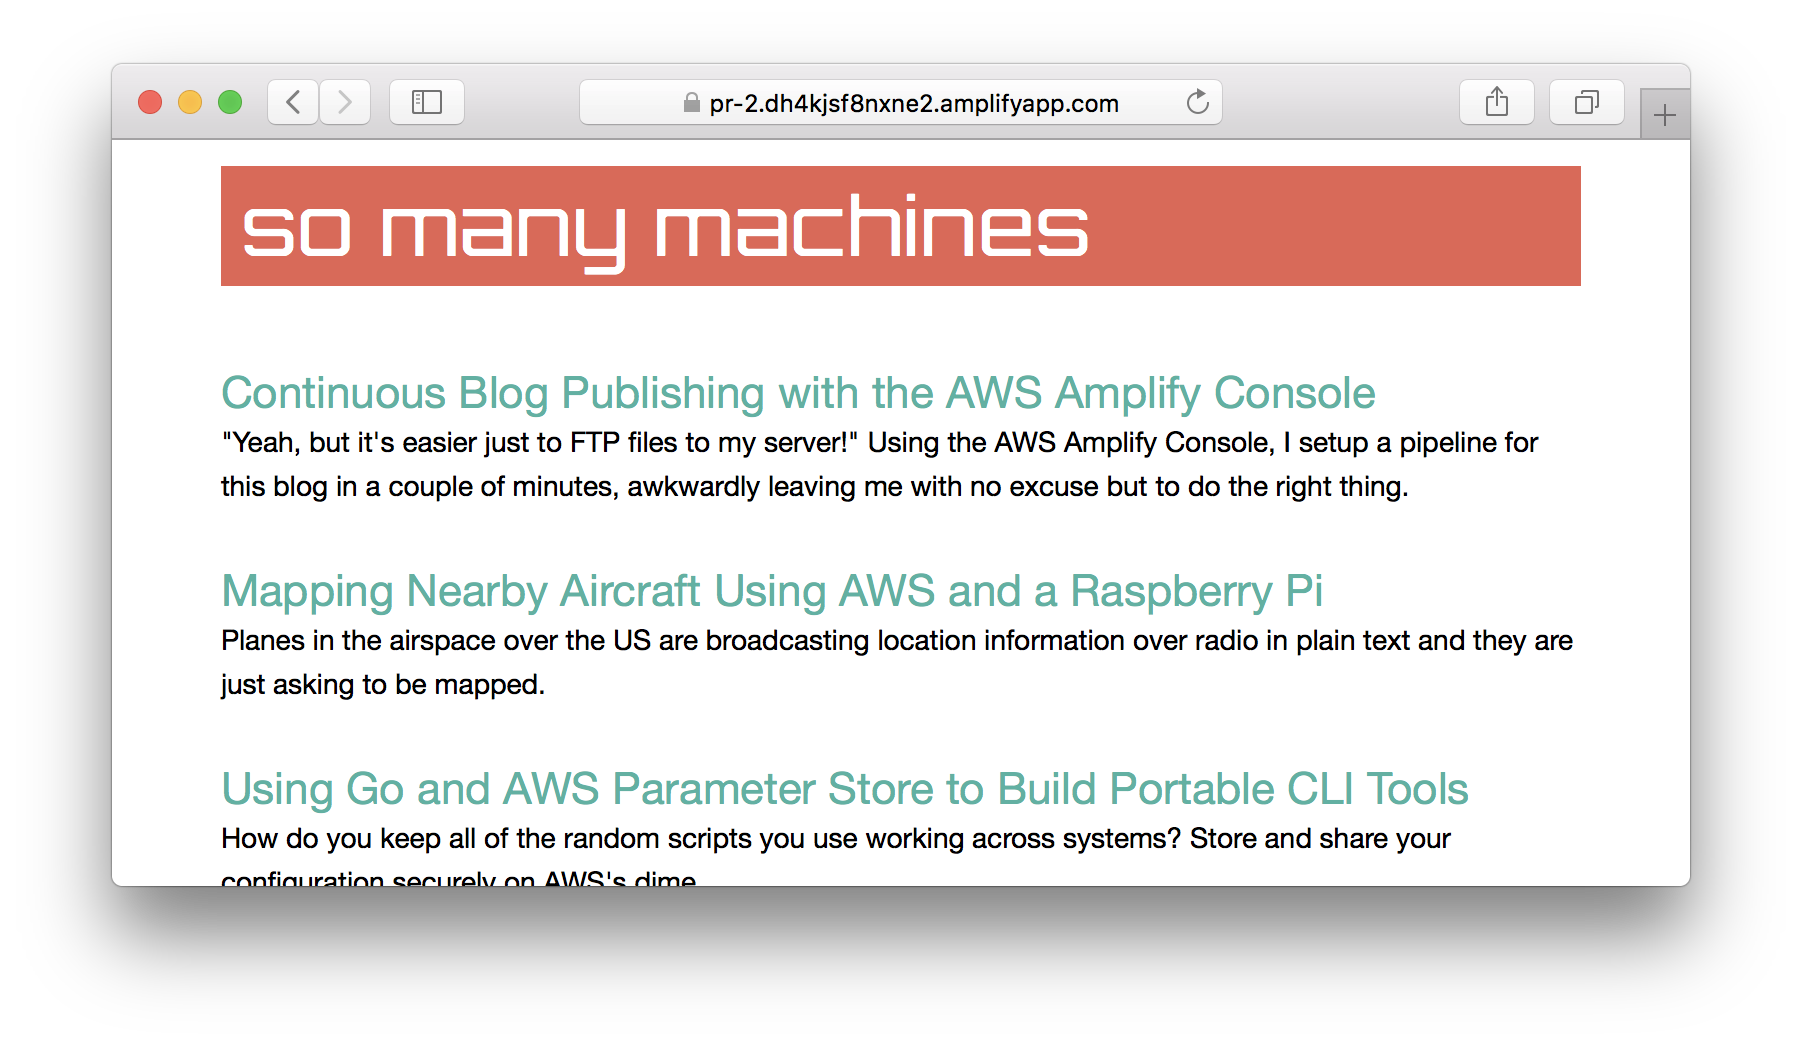 pr-2.dh4kjsf8nxne2.amplifyapp.com
so many machines
Continuous Blog Publishing with the AWS Amplify Console
"Yeah, but it's easier just to FTP files to my server!" Using the AWS Amplify Console, I setup a pipeline for
this blog in a couple of minutes, awkwardly leaving me with no excuse but to do the right thing.
Mapping Nearby Aircraft Using AWS and a Raspberry Pi
Planes in the airspace over the US are broadcasting location information over radio in plain text and they are
just asking to be mapped.
Using Go and AWS Parameter Store to Build Portable CLI Tools
How do you keep all of the random scripts you use working across systems? Store and share your
configuration securely on AWS's dime